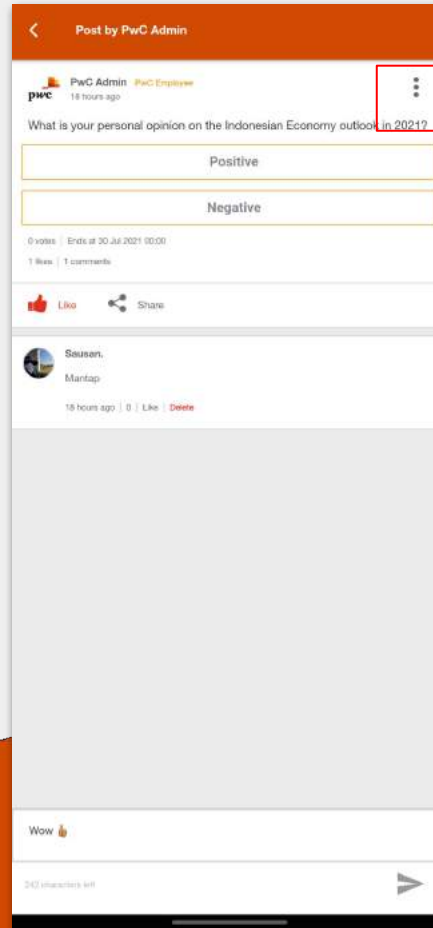 Post by PwC Admin
pwc
PwC Admin PwC Employee
18 hours ago
What is your personal opinion on the Indonesian Economy outlook in 2021?
Positive
Negative
0 votes | Ends at 30 Jul 2021 00:00
1 likes | 1 comments
Like Share
Sausan.
Mantap
18 hours ago | 0 | Like | Delete
Wow 👍
243 characters left